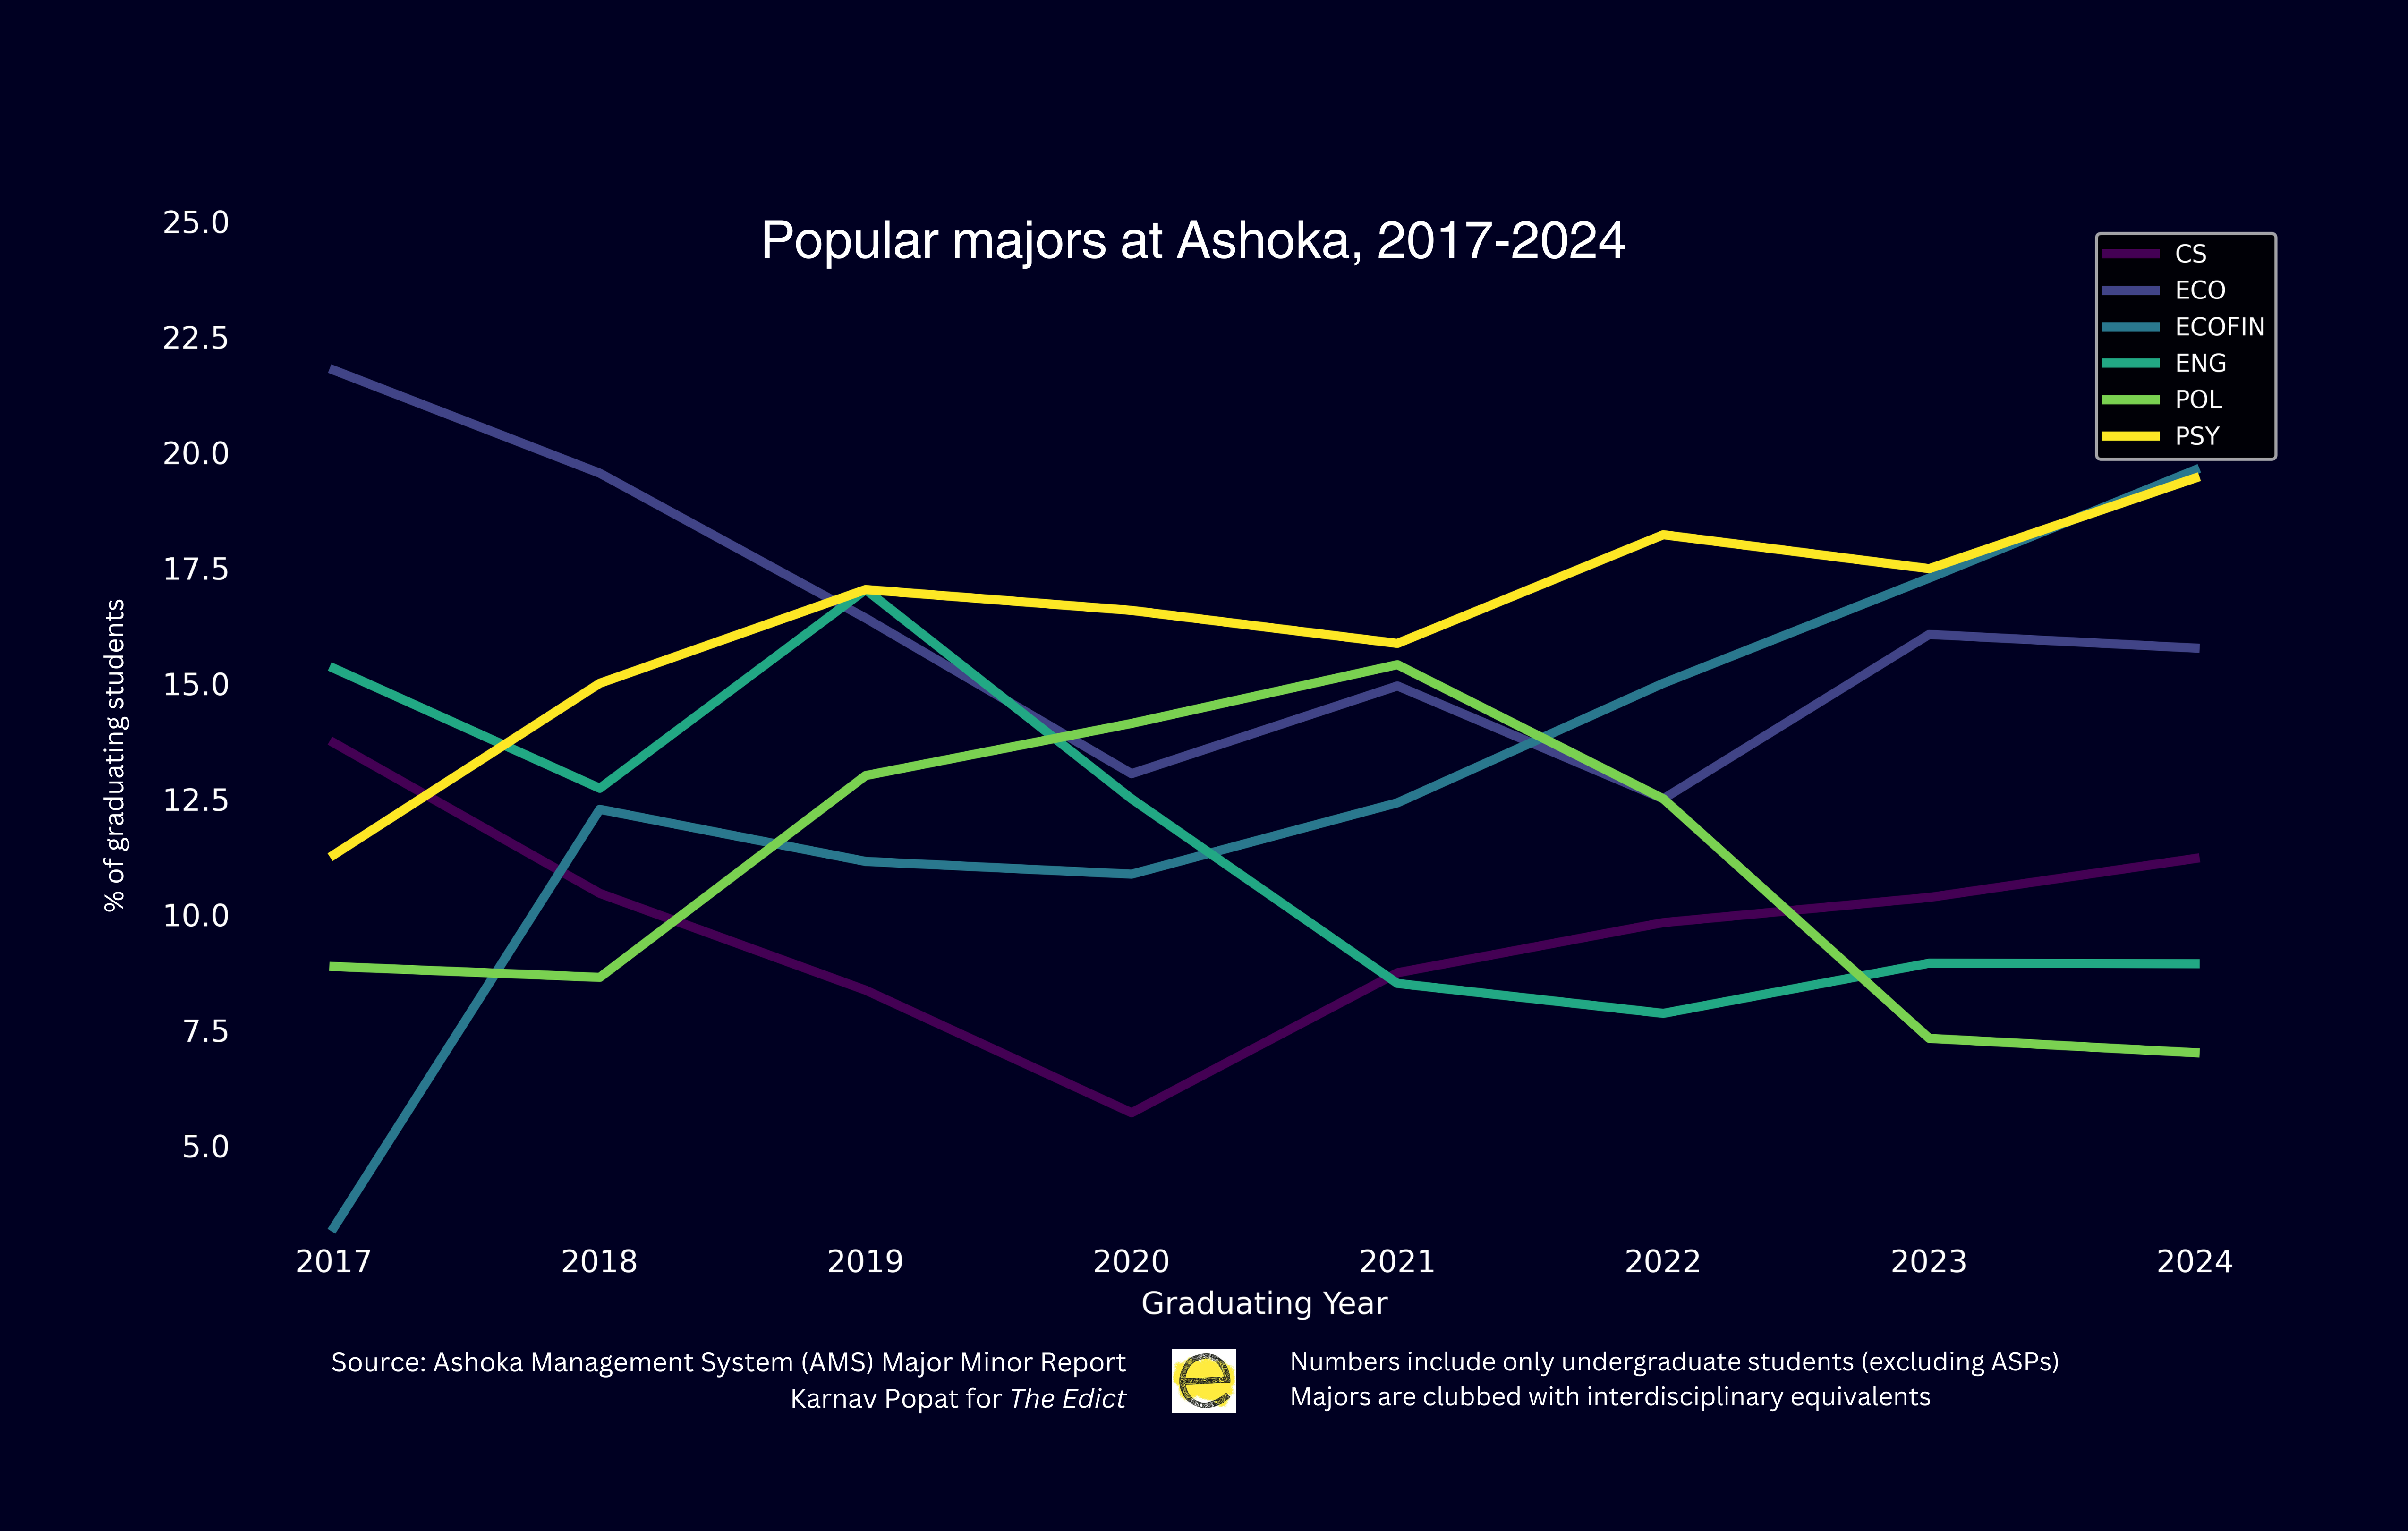 Popular majors at Ashoka, 2017-2024
25.0
22.5
20.0
17.5
15.0
12.5
10.0
7.5
5.0
% of graduating students
CS
ECO
ECOFIN
ENG
POL
PSY
2017 2018 2019 2020 2021 2022 2023 2024
Graduating Year
Source: Ashoka Management System (AMS) Major Minor Report
Karnav Popat for The Edict
e
Numbers include only undergraduate students (excluding ASPs)
Majors are clubbed with interdisciplinary equivalents